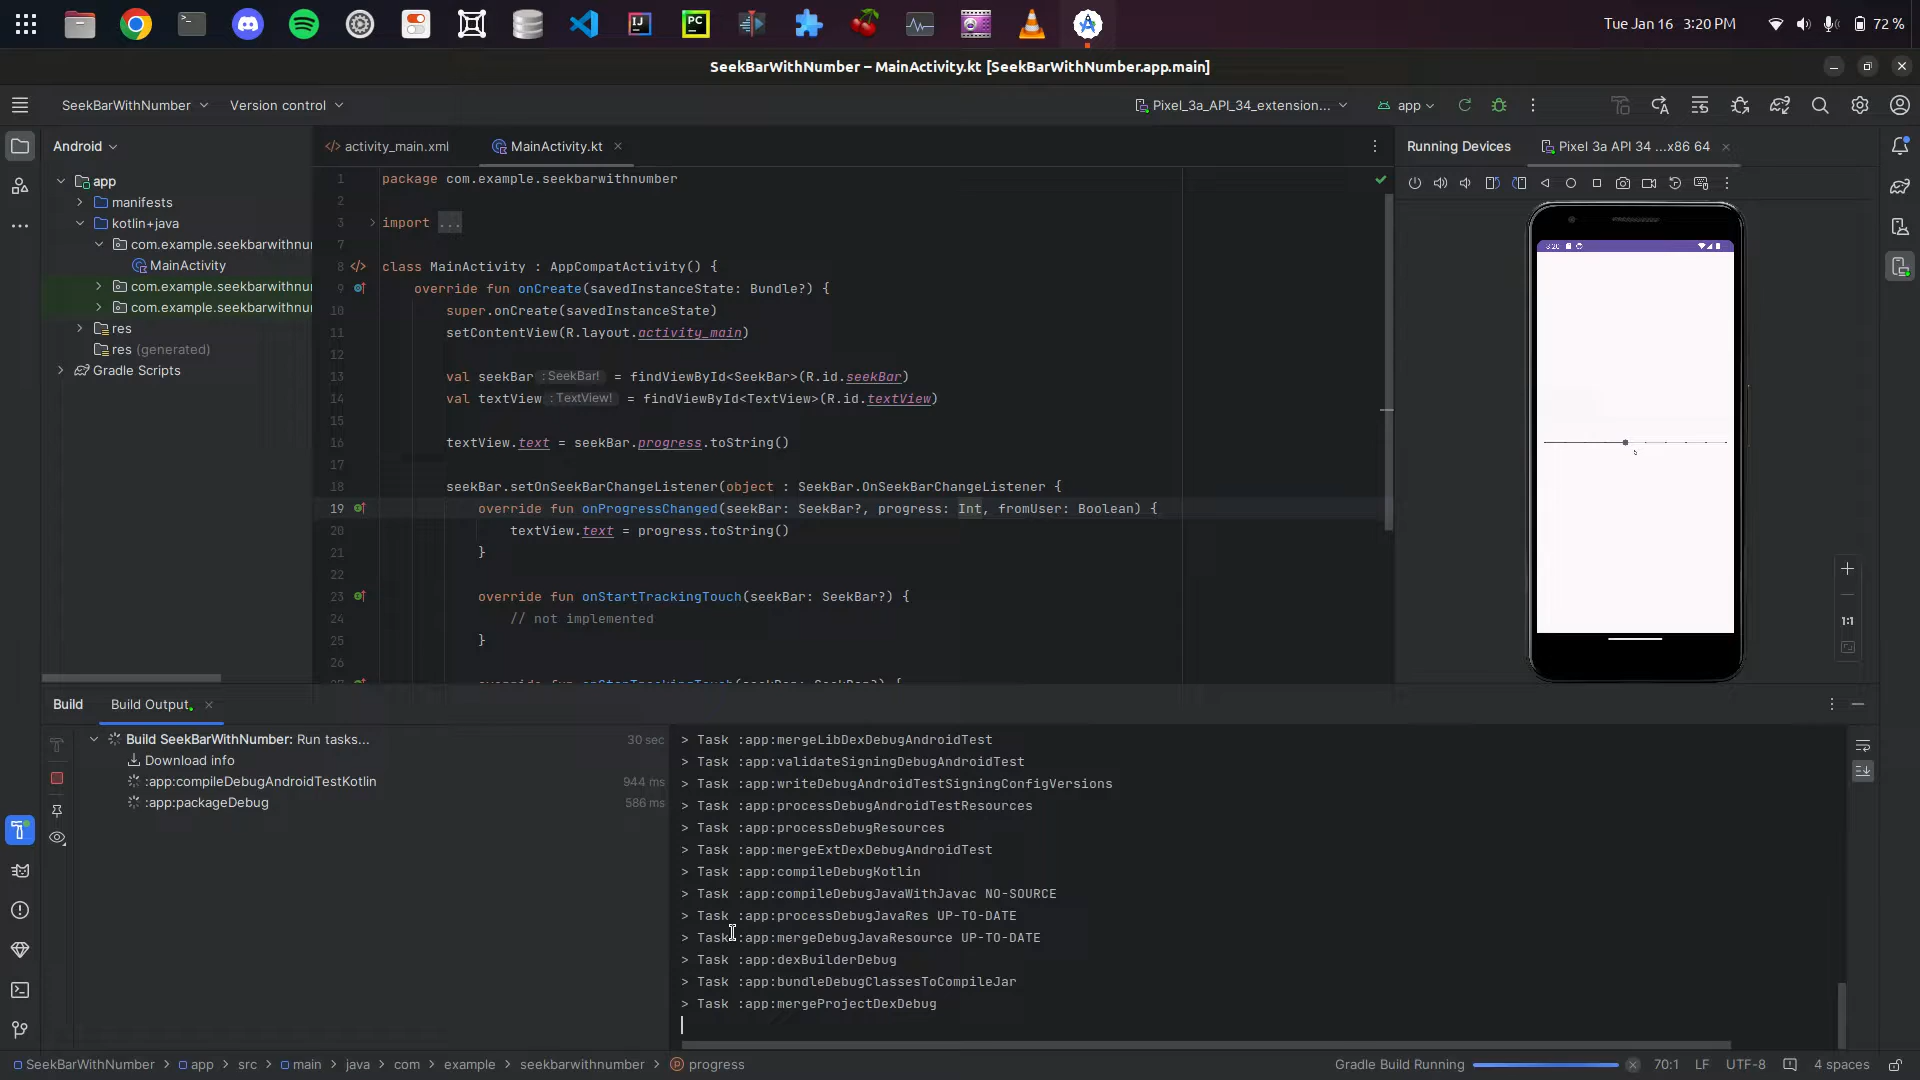 Tue Jan 16 3:20 PM 72 %
SeekBarWithNumber – MainActivity.kt [SeekBarWithNumber.app.main]
SeekBarWithNumber Version control Pixel_3a_API_34_extension... app
Android activity_main.xml MainActivity.kt Running Devices Pixel 3a API 34 ...x86 64
app
manifests
kotlin+java
com.example.seekbarwithnu
MainActivity
com.example.seekbarwithnu
com.example.seekbarwithnu
res
res (generated)
Gradle Scripts
1 package com.example.seekbarwithnumber
2
3 import ...
7
8 class MainActivity : AppCompatActivity() {
9 override fun onCreate(savedInstanceState: Bundle?) {
10 super.onCreate(savedInstanceState)
11 setContentView(R.layout.activity_main)
12
13 val seekBar : SeekBar! = findViewById<SeekBar>(R.id.seekBar)
14 val textView : TextView! = findViewById<TextView>(R.id.textView)
15
16 textView.text = seekBar.progress.toString()
17
18 seekBar.setOnSeekBarChangeListener(object : SeekBar.OnSeekBarChangeListener {
19 override fun onProgressChanged(seekBar: SeekBar?, progress: Int, fromUser: Boolean) {
20 textView.text = progress.toString()
21 }
22
23 override fun onStartTrackingTouch(seekBar: SeekBar?) {
24 // not implemented
25 }
26
override fun onStopTrackingTouch(seekBar: SeekBar?) {
3:20
1:1
Build Build Output
Build SeekBarWithNumber: Run tasks... 30 sec
Download info
:app:compileDebugAndroidTestKotlin 944 ms
:app:packageDebug 586 ms
> Task :app:mergeLibDexDebugAndroidTest
> Task :app:validateSigningDebugAndroidTest
> Task :app:writeDebugAndroidTestSigningConfigVersions
> Task :app:processDebugAndroidTestResources
> Task :app:processDebugResources
> Task :app:mergeExtDexDebugAndroidTest
> Task :app:compileDebugKotlin
> Task :app:compileDebugJavaWithJavac NO-SOURCE
> Task :app:processDebugJavaRes UP-TO-DATE
> Task :app:mergeDebugJavaResource UP-TO-DATE
> Task :app:dexBuilderDebug
> Task :app:bundleDebugClassesToCompileJar
> Task :app:mergeProjectDexDebug
SeekBarWithNumber > app > src > main > java > com > example > seekbarwithnumber > progress Gradle Build Running 70:1 LF UTF-8 4 spaces